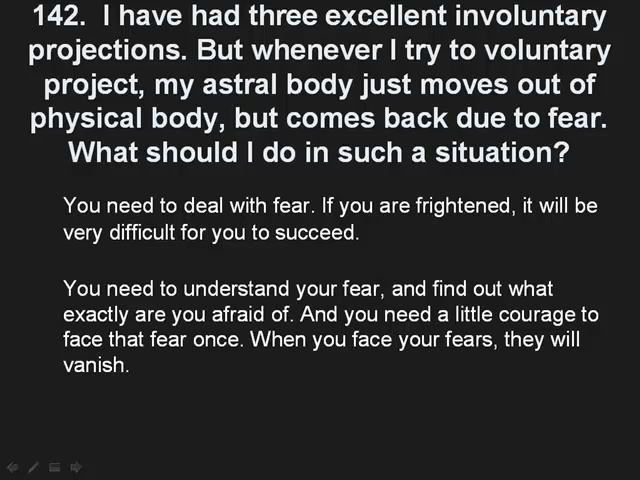 142.  I have had three excellent involuntary
projections. But whenever I try to voluntary
project, my astral body just moves out of
physical body, but comes back due to fear.
What should I do in such a situation?
You need to deal with fear. If you are frightened, it will be
very difficult for you to succeed.
You need to understand your fear, and find out what
exactly are you afraid of. And you need a little courage to
face that fear once. When you face your fears, they will
vanish.